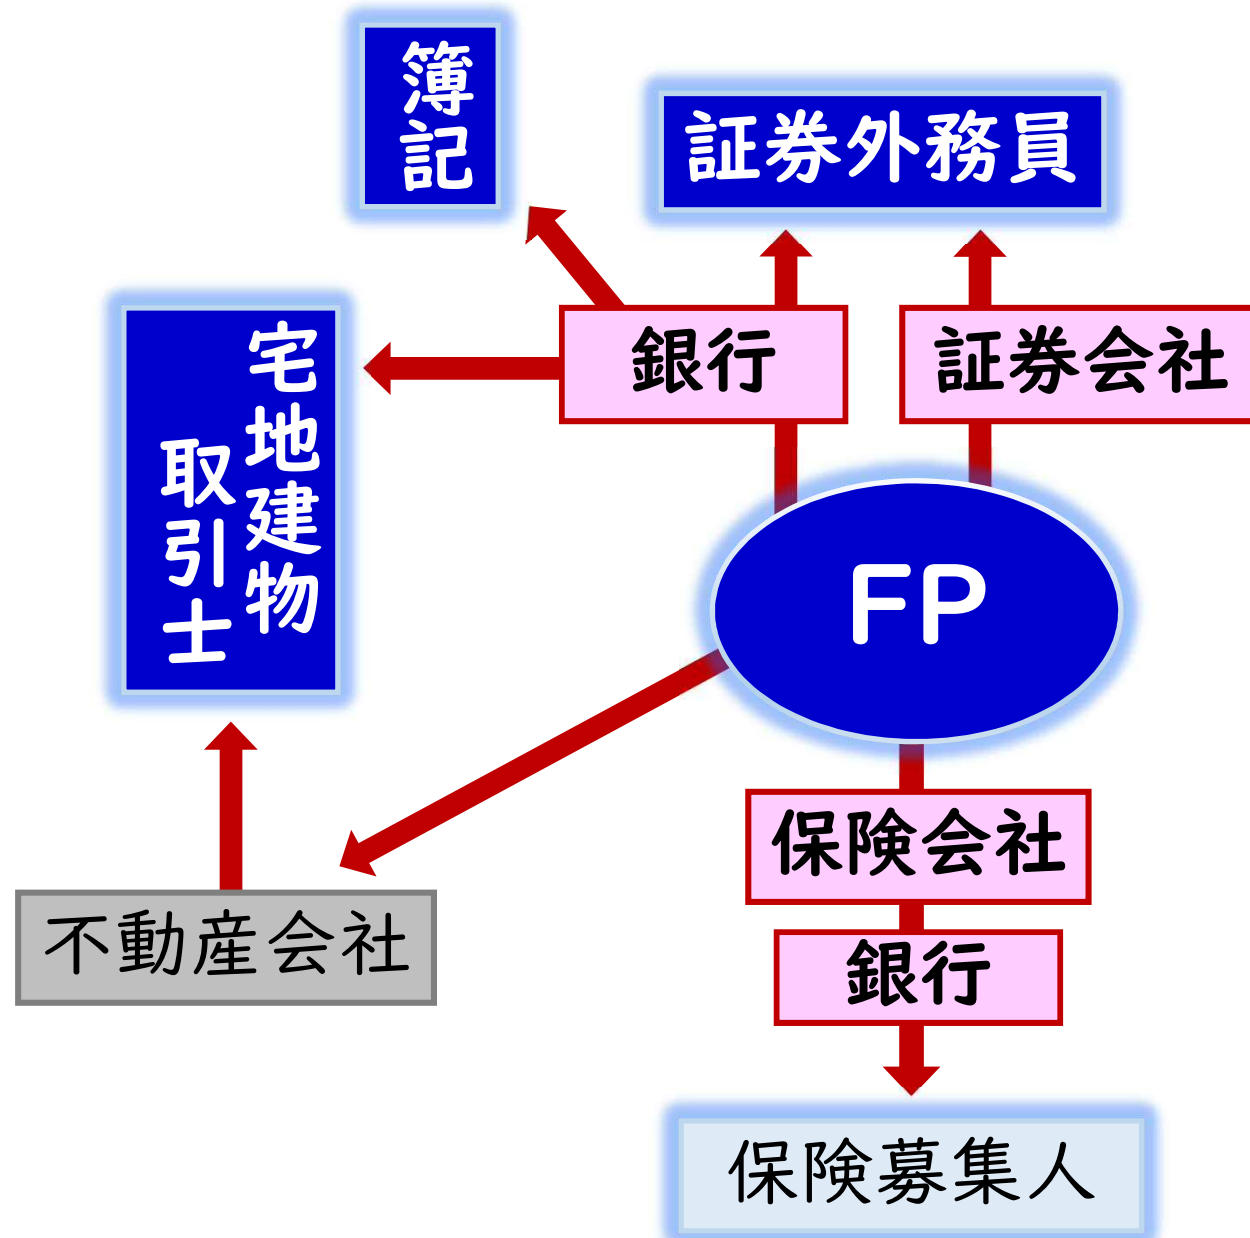 簿記
証券外務員
銀行
証券会社
宅地建物
取引士
FP
保険会社
不動産会社
銀行
保険募集人